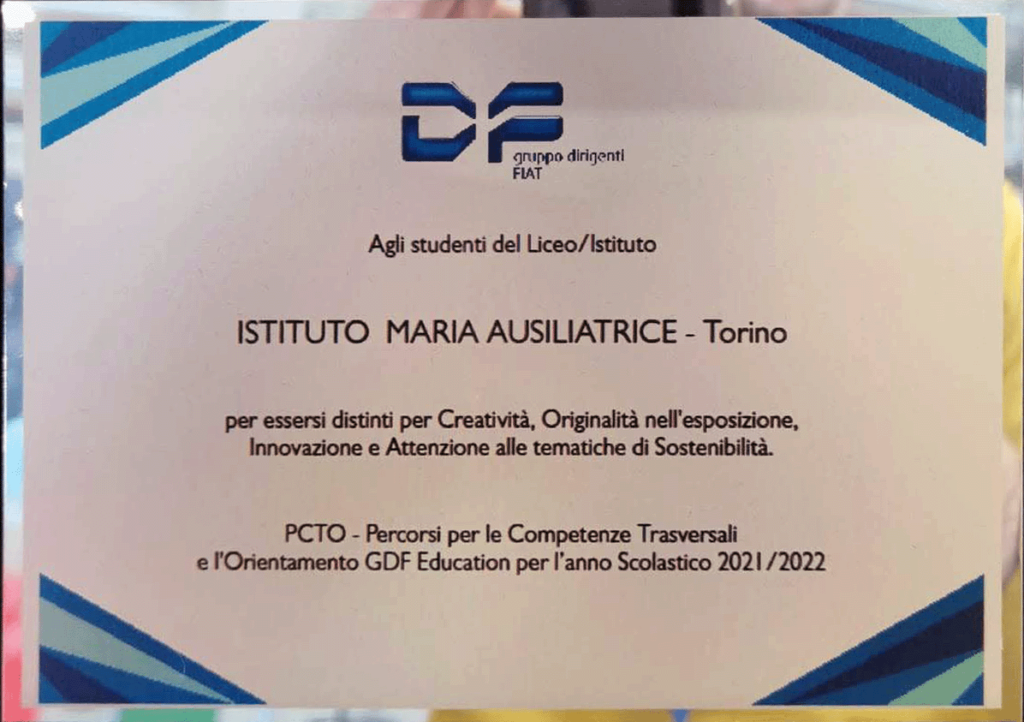 DF
gruppo dirigenti
FIAT
Agli studenti del Liceo/Istituto
ISTITUTO MARIA AUSILIATRICE - Torino
per essersi distinti per Creatività, Originalità nell'esposizione,
Innovazione e Attenzione alle tematiche di Sostenibilità.
PCTO - Percorsi per le Competenze Trasversali
e l'Orientamento GDF Education per l'anno Scolastico 2021/2022